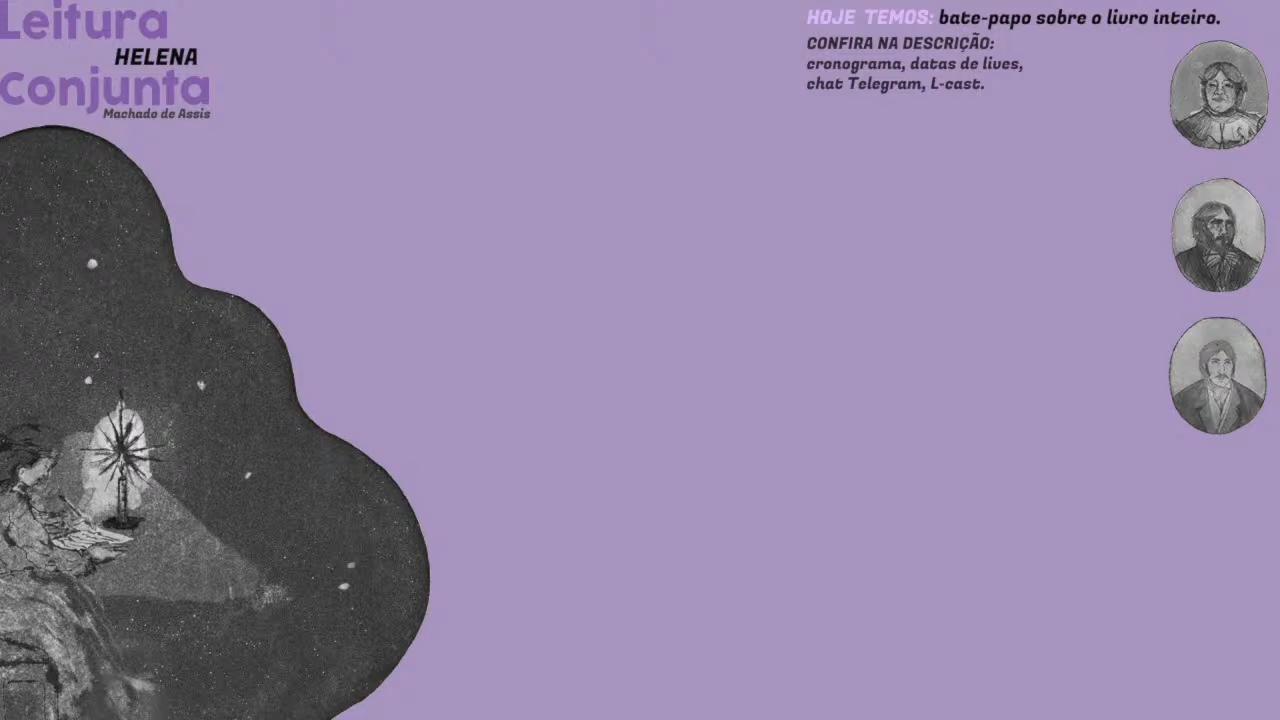 Leitura
HELENA
Conjunta
Machado de Assis
HOJE TEMOS: bate-papo sobre o livro inteiro.
CONFIRA NA DESCRIÇÃO:
cronograma, datas de lives,
chat Telegram, L-cast.